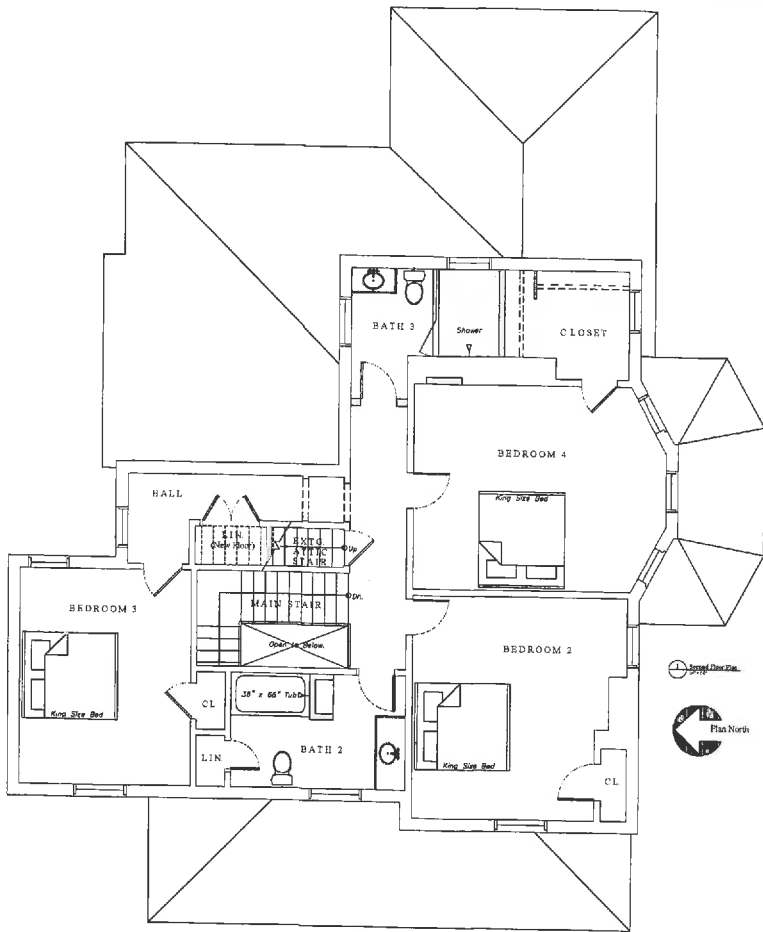 BATH 3
Shower
CLOSET
BEDROOM 4
King Size Bed
HALL
LIN.
(New Floor)
EXTG.
ATTIC
STAIR
Up
MAIN STAIR
Dn.
Open to Below.
BEDROOM 3
King Size Bed
CL
LIN.
38" x 66" Tub
BATH 2
BEDROOM 2
King Size Bed
CL
1
Second Floor Plan
Plan North